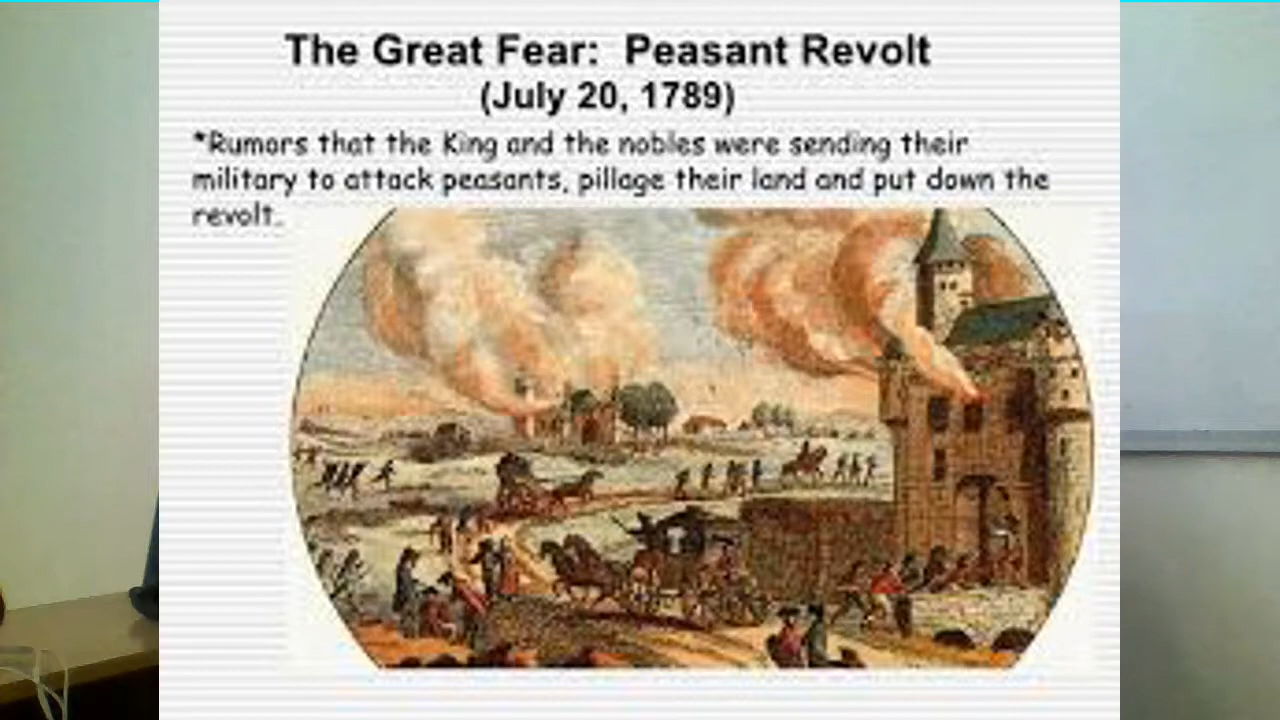 The Great Fear: Peasant Revolt
(July 20, 1789)
*Rumors that the King and the nobles were sending their
military to attack peasants, pillage their land and put down the
revolt.